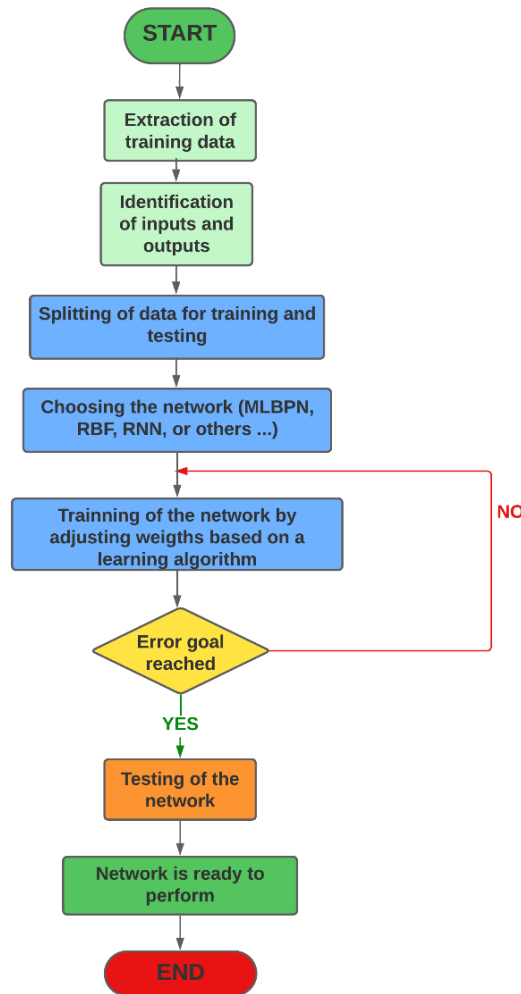 START
Extraction of
training data
Identification
of inputs and
outputs
Splitting of data for training and
testing
Choosing the network (MLBPN,
RBF, RNN, or others ...)
Trainning of the network by
adjusting weigths based on a
learning algorithm
NO
Error goal
reached
YES
Testing of the
network
Network is ready to
perform
END